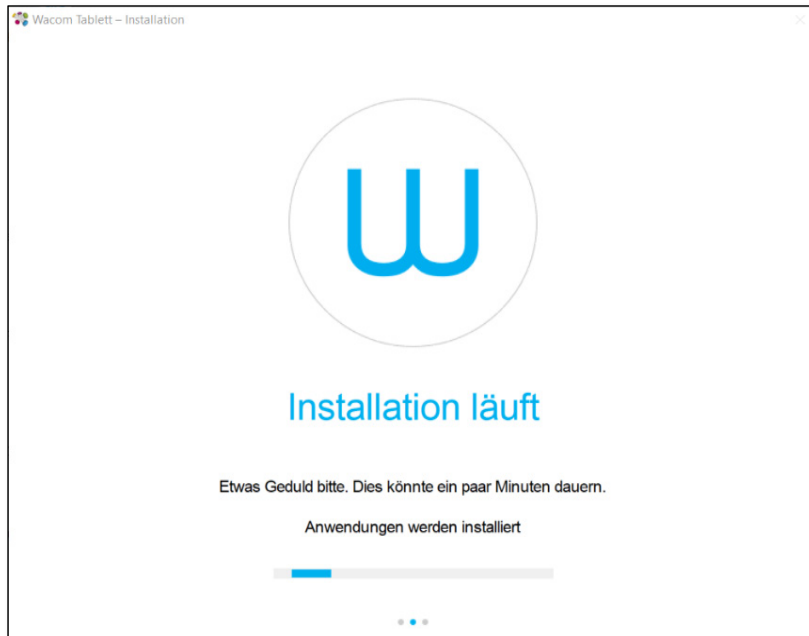 Wacom Tablett – Installation
Installation läuft
Etwas Geduld bitte. Dies könnte ein paar Minuten dauern.
Anwendungen werden installiert